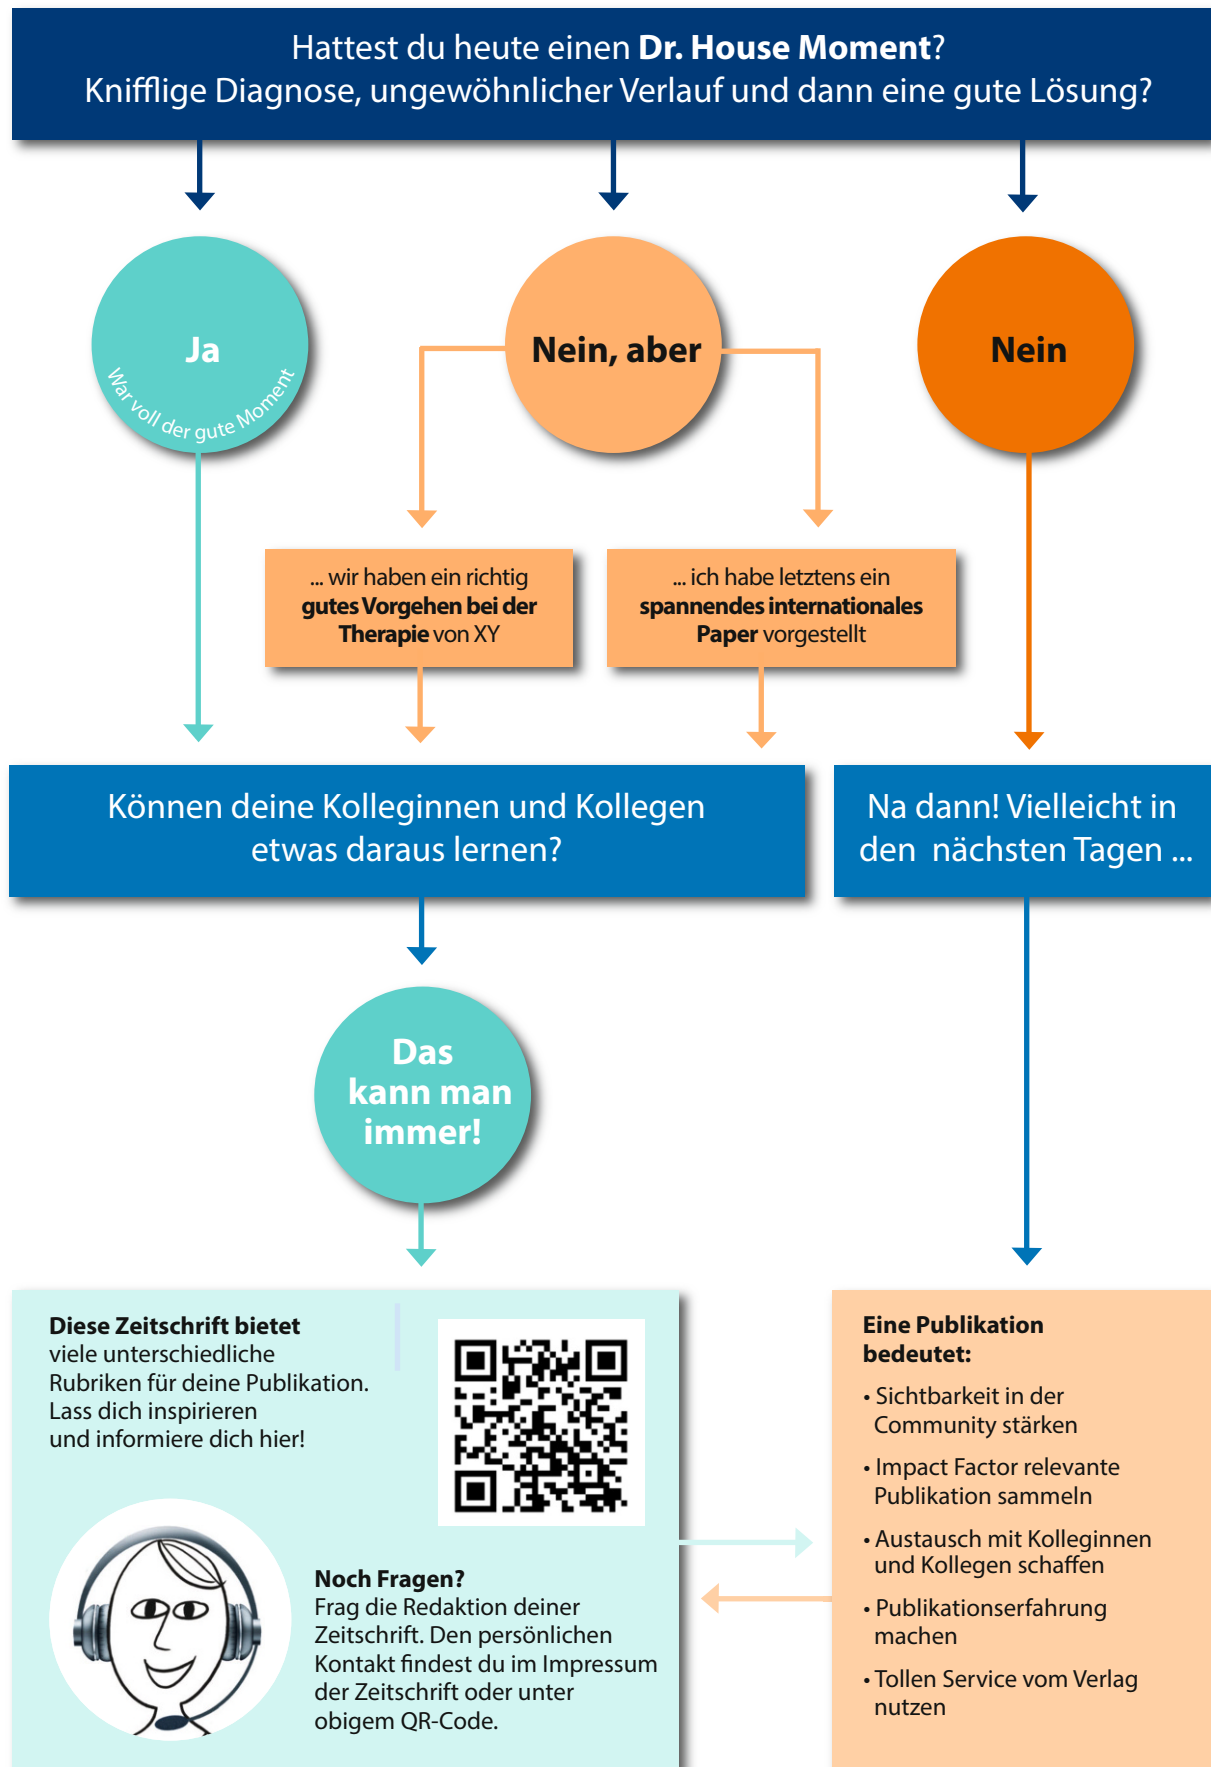 Hattest du heute einen Dr. House Moment?
Knifflige Diagnose, ungewöhnlicher Verlauf und dann eine gute Lösung?
Ja
War voll der gute Moment
Nein, aber
Nein
... wir haben ein richtig
gutes Vorgehen bei der
Therapie von XY
... ich habe letztens ein
spannendes internationales
Paper vorgestellt
Können deine Kolleginnen und Kollegen
etwas daraus lernen?
Na dann! Vielleicht in
den nächsten Tagen ...
Das
kann man
immer!
Diese Zeitschrift bietet
viele unterschiedliche
Rubriken für deine Publikation.
Lass dich inspirieren
und informiere dich hier!
Noch Fragen?
Frag die Redaktion deiner
Zeitschrift. Den persönlichen
Kontakt findest du im Impressum
der Zeitschrift oder unter
obigem QR-Code.
Eine Publikation
bedeutet:
• Sichtbarkeit in der
Community stärken
• Impact Factor relevante
Publikation sammeln
• Austausch mit Kolleginnen
und Kollegen schaffen
• Publikationserfahrung
machen
• Tollen Service vom Verlag
nutzen